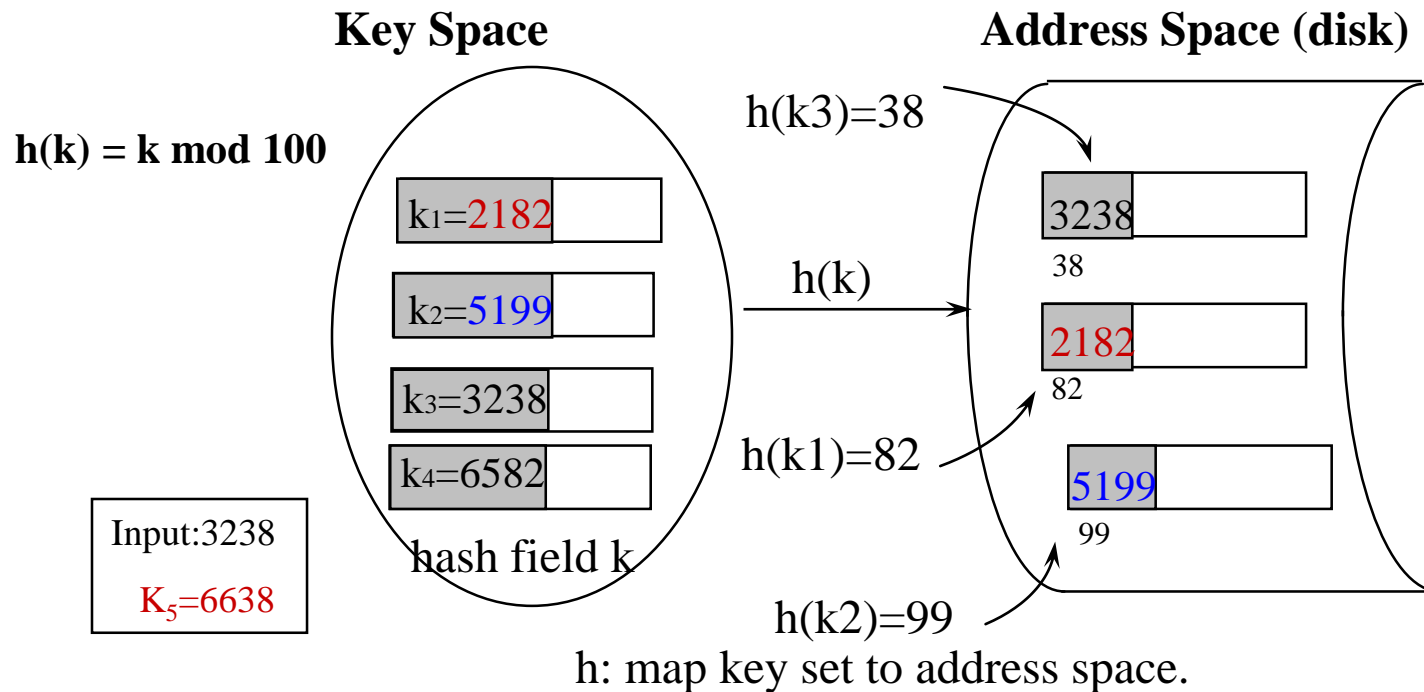 Key Space
Address Space (disk)
h(k3)=38
h(k) = k mod 100
k1=2182
3238
38
k2=5199
h(k)
2182
82
k3=3238
h(k1)=82
k4=6582
5199
99
Input:3238
K5=6638
hash field k
h(k2)=99
h: map key set to address space.